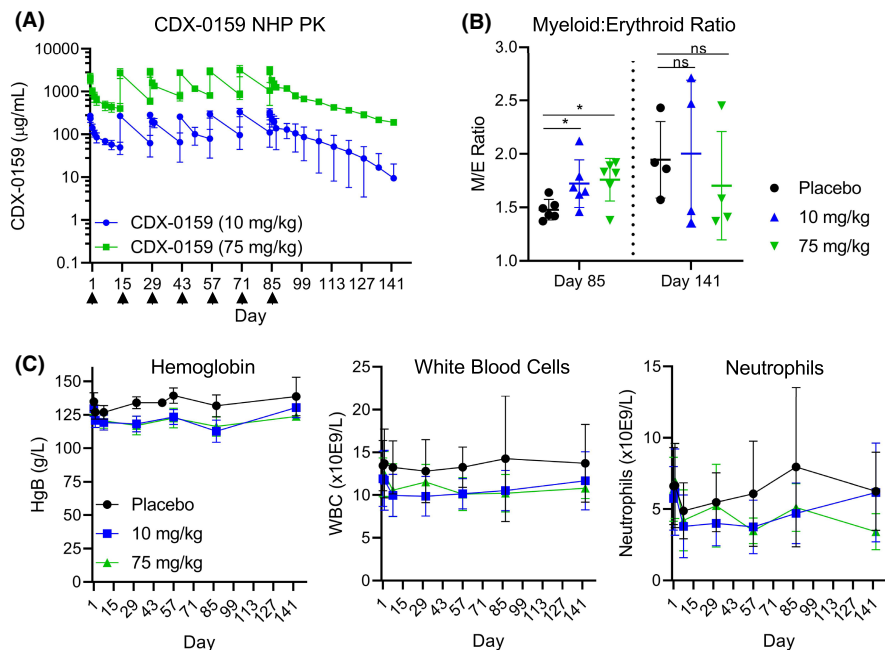 (A)
CDX-0159 NHP PK
CDX-0159 (µg/mL)
10000
1000
100
10
1
0.1
CDX-0159 (10 mg/kg)
CDX-0159 (75 mg/kg)
1 15 29 43 57 71 85 99 113 127 141
Day
(B)
Myeloid:Erythroid Ratio
M/E Ratio
3.0
2.5
2.0
1.5
1.0
*
*
ns
ns
Day 85
Day 141
Placebo
10 mg/kg
75 mg/kg
(C)
Hemoglobin
HgB (g/L)
150
125
100
75
50
25
0
Placebo
10 mg/kg
75 mg/kg
1 15 29 43 57 71 85 99 113 127 141
Day
White Blood Cells
WBC (x10E9/L)
25
20
15
10
5
0
1 15 29 43 57 71 85 99 113 127 141
Day
Neutrophils
Neutrophils (x10E9/L)
15
10
5
0
1 15 29 43 57 71 85 99 113 127 141
Day